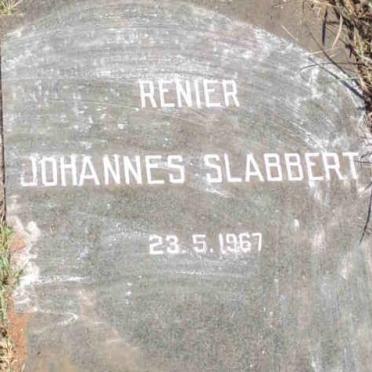 RENIER
JOHANNES SLABBERT
23.5.1967